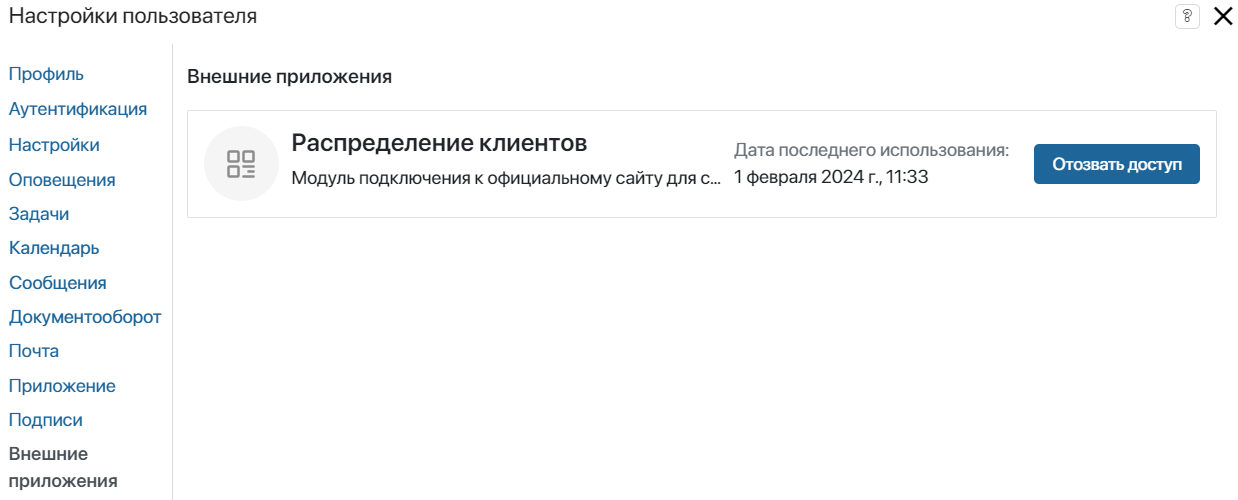 Настройки пользователя
?
Профиль
Аутентификация
Настройки
Оповещения
Задачи
Календарь
Сообщения
Документооборот
Почта
Приложение
Подписи
Внешние
приложения
Внешние приложения
Распределение клиентов
Модуль подключения к официальному сайту для с...
Дата последнего использования:
1 февраля 2024 г., 11:33
Отозвать доступ